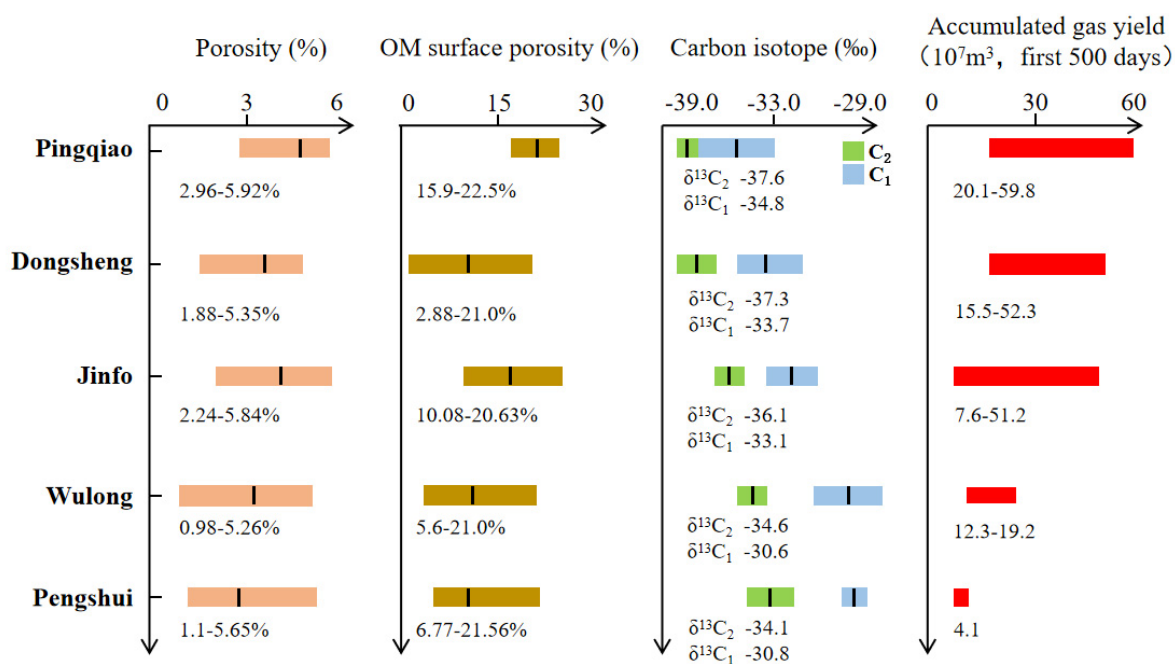 Porosity (%)
OM surface porosity (%)
Carbon isotope (‰)
Accumulated gas yield
(10⁷m³, first 500 days)
0 3 6
0 15 30
-39.0 -33.0 -29.0
0 30 60
Pingqiao
2.96-5.92%
15.9-22.5%
δ¹³C₂ -37.6
δ¹³C₁ -34.8
C₂
C₁
20.1-59.8
Dongsheng
1.88-5.35%
2.88-21.0%
δ¹³C₂ -37.3
δ¹³C₁ -33.7
15.5-52.3
Jinfo
2.24-5.84%
10.08-20.63%
δ¹³C₂ -36.1
δ¹³C₁ -33.1
7.6-51.2
Wulong
0.98-5.26%
5.6-21.0%
δ¹³C₂ -34.6
δ¹³C₁ -30.6
12.3-19.2
Pengshui
1.1-5.65%
6.77-21.56%
δ¹³C₂ -34.1
δ¹³C₁ -30.8
4.1